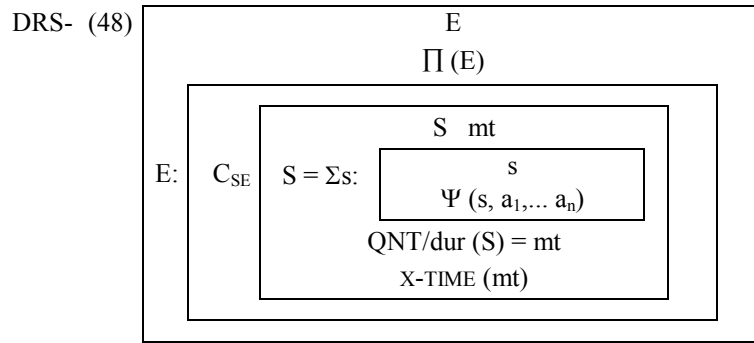 DRS- (48)
E
∏ (E)
S mt
E: C_SE S = Σs: s
Ψ (s, a₁,... aₙ)
QNT/dur (S) = mt
X-TIME (mt)